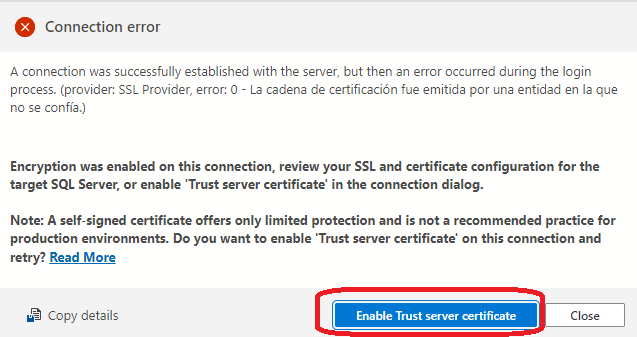 Connection error
A connection was successfully established with the server, but then an error occurred during the login
process. (provider: SSL Provider, error: 0 - La cadena de certificación fue emitida por una entidad en la que
no se confía.)
Encryption was enabled on this connection, review your SSL and certificate configuration for the
target SQL Server, or enable 'Trust server certificate' in the connection dialog.
Note: A self-signed certificate offers only limited protection and is not a recommended practice for
production environments. Do you want to enable 'Trust server certificate' on this connection and
retry? Read More
Copy details Enable Trust server certificate Close